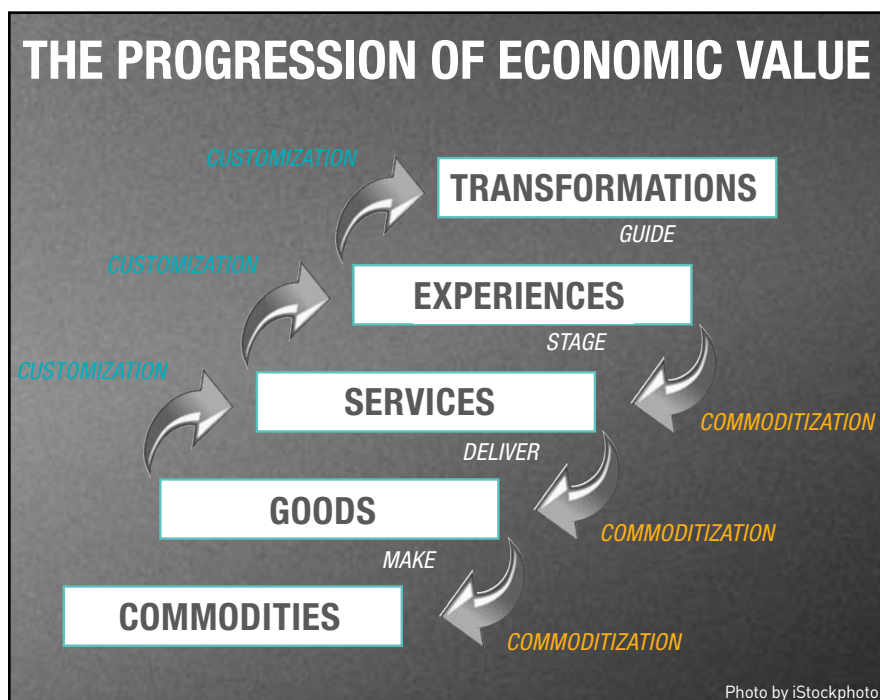 THE PROGRESSION OF ECONOMIC VALUE
CUSTOMIZATION
TRANSFORMATIONS
GUIDE
CUSTOMIZATION
EXPERIENCES
STAGE
CUSTOMIZATION
SERVICES
COMMODITIZATION
DELIVER
GOODS
COMMODITIZATION
MAKE
COMMODITIES
COMMODITIZATION
Photo by iStockphoto